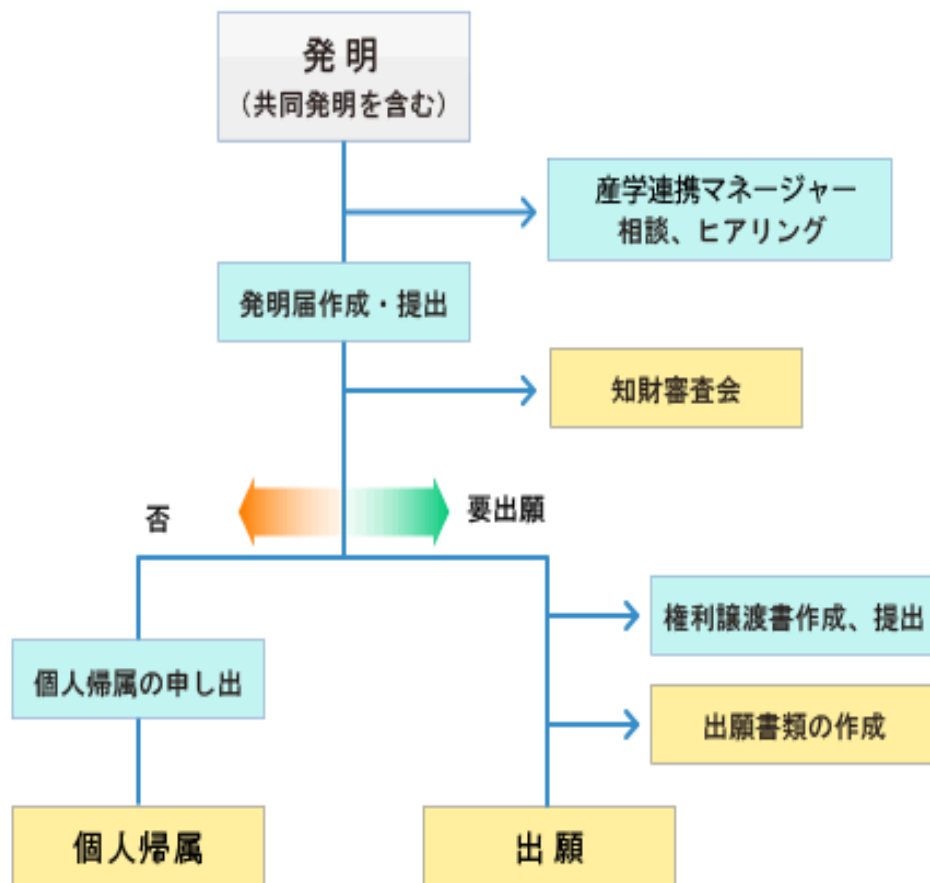 発 明
（共同発明を含む）
産学連携マネージャー
相談、ヒアリング
発明届作成・提出
知財審査会
否
要出願
権利譲渡書作成、提出
個人帰属の申し出
出願書類の作成
個人帰属
出 願